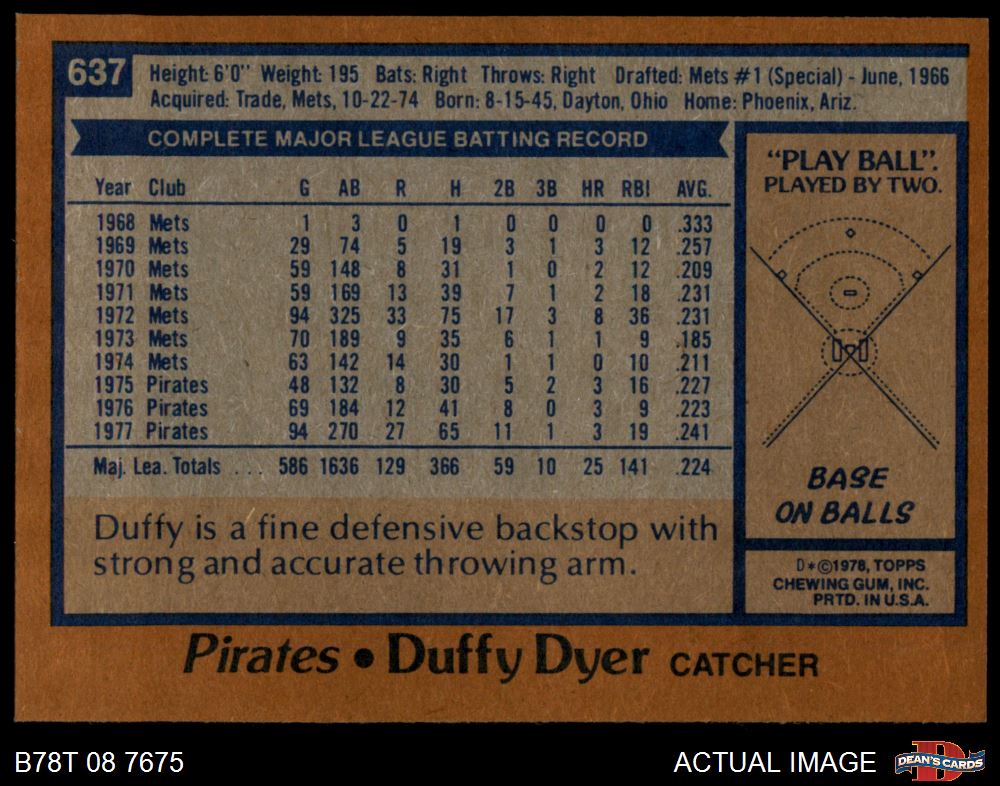 637
Height: 6'0" Weight: 195 Bats: Right Throws: Right Drafted: Mets #1 (Special) - June, 1966
Acquired: Trade, Mets, 10-22-74 Born: 8-15-45, Dayton, Ohio Home: Phoenix, Ariz.
COMPLETE MAJOR LEAGUE BATTING RECORD
Year Club G AB R H 2B 3B HR RBI AVG.
1968 Mets 1 3 0 1 0 0 0 0 .333
1969 Mets 29 74 5 19 3 1 3 12 .257
1970 Mets 59 148 8 31 1 0 2 12 .209
1971 Mets 59 169 13 39 7 1 2 18 .231
1972 Mets 94 325 33 75 17 3 8 36 .231
1973 Mets 70 189 9 35 6 1 1 9 .185
1974 Mets 63 142 14 30 1 1 0 10 .211
1975 Pirates 48 132 8 30 5 2 3 16 .227
1976 Pirates 69 184 12 41 8 0 3 9 .223
1977 Pirates 94 270 27 65 11 1 3 19 .241
Maj. Lea. Totals . . . 586 1636 129 366 59 10 25 141 .224
Duffy is a fine defensive backstop with
strong and accurate throwing arm.
"PLAY BALL".
PLAYED BY TWO.
BASE
ON BALLS
D*©1978, TOPPS
CHEWING GUM, INC.
PRTD. IN U.S.A.
Pirates • Duffy Dyer CATCHER
B78T 08 7675
ACTUAL IMAGE
D
DEAN'S CARDS